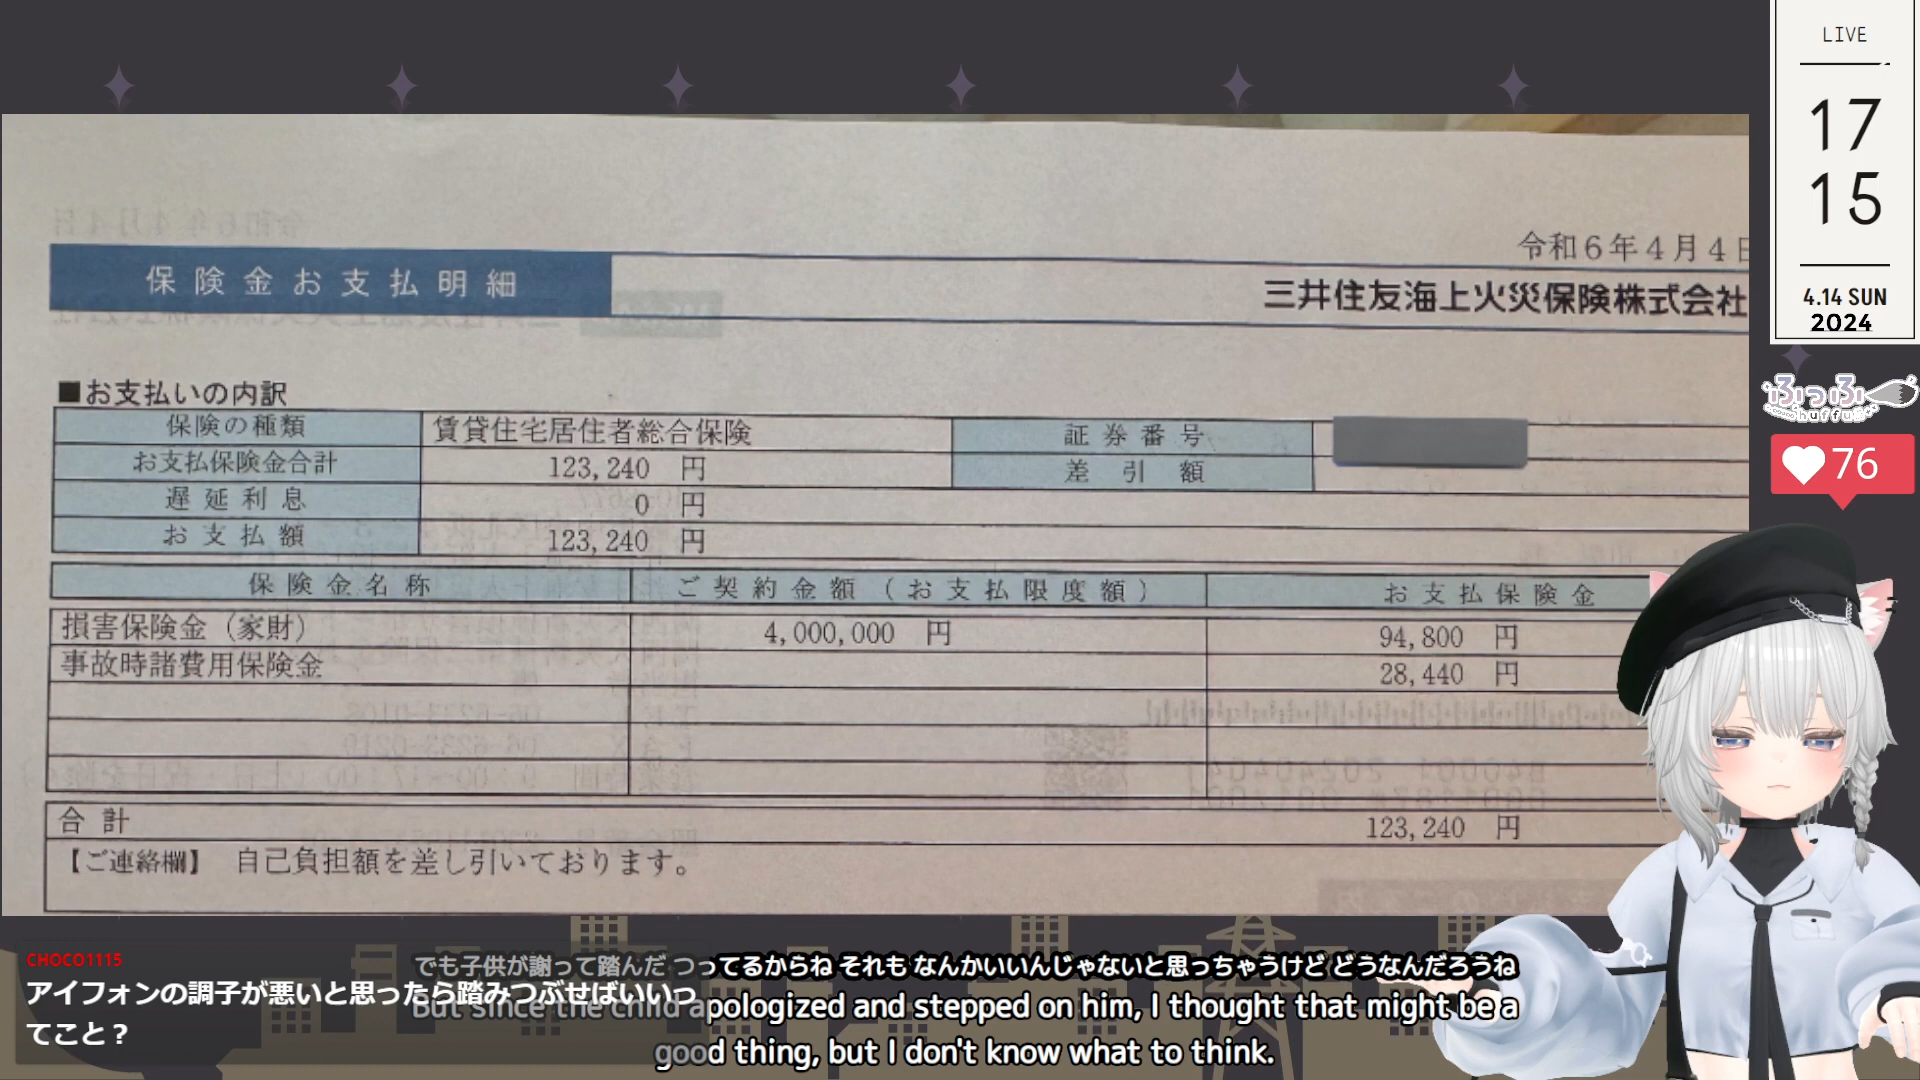 LIVE
17
15
4.14 SUN
2024
ふっふ
76
令和6年4月4日
保険金お支払明細
三井住友海上火災保険株式会社
■お支払いの内訳
保険の種類 賃貸住宅居住者総合保険 証券番号
お支払保険金合計 123,240 円 差引額
遅延利息 0 円
お支払額 123,240 円
保険金名称 ご契約金額(お支払限度額) お支払保険金
損害保険金(家財) 4,000,000 円 94,800 円
事故時諸費用保険金 28,440 円
合計 123,240 円
【ご連絡欄】 自己負担額を差し引いております。
CHOCO1115
アイフォンの調子が悪いと思ったら踏みつぶせばいいっ
てこと？
でも子供が謝って踏んだ つってるからね それも なんかいいんじゃないと思っちゃうけど どうなんだろうね
But since the child apologized and stepped on him, I thought that might be a
good thing, but I don't know what to think.